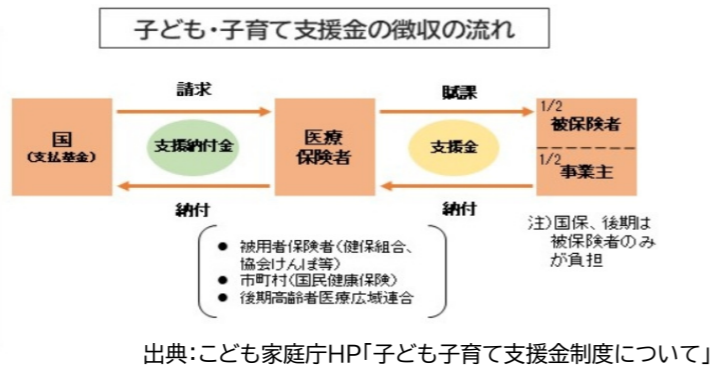 子ども・子育て支援金の徴収の流れ
請求
賦課
国
(支払基金)
支援納付金
医療
保険者
支援金
1/2
被保険者
1/2
事業主
納付
納付
注)国保、後期は
被保険者のみ
が負担
● 被用者保険者(健保組合、
協会けんぽ等)
● 市町村(国民健康保険)
● 後期高齢者医療広域連合
出典:こども家庭庁HP「子ども子育て支援金制度について」